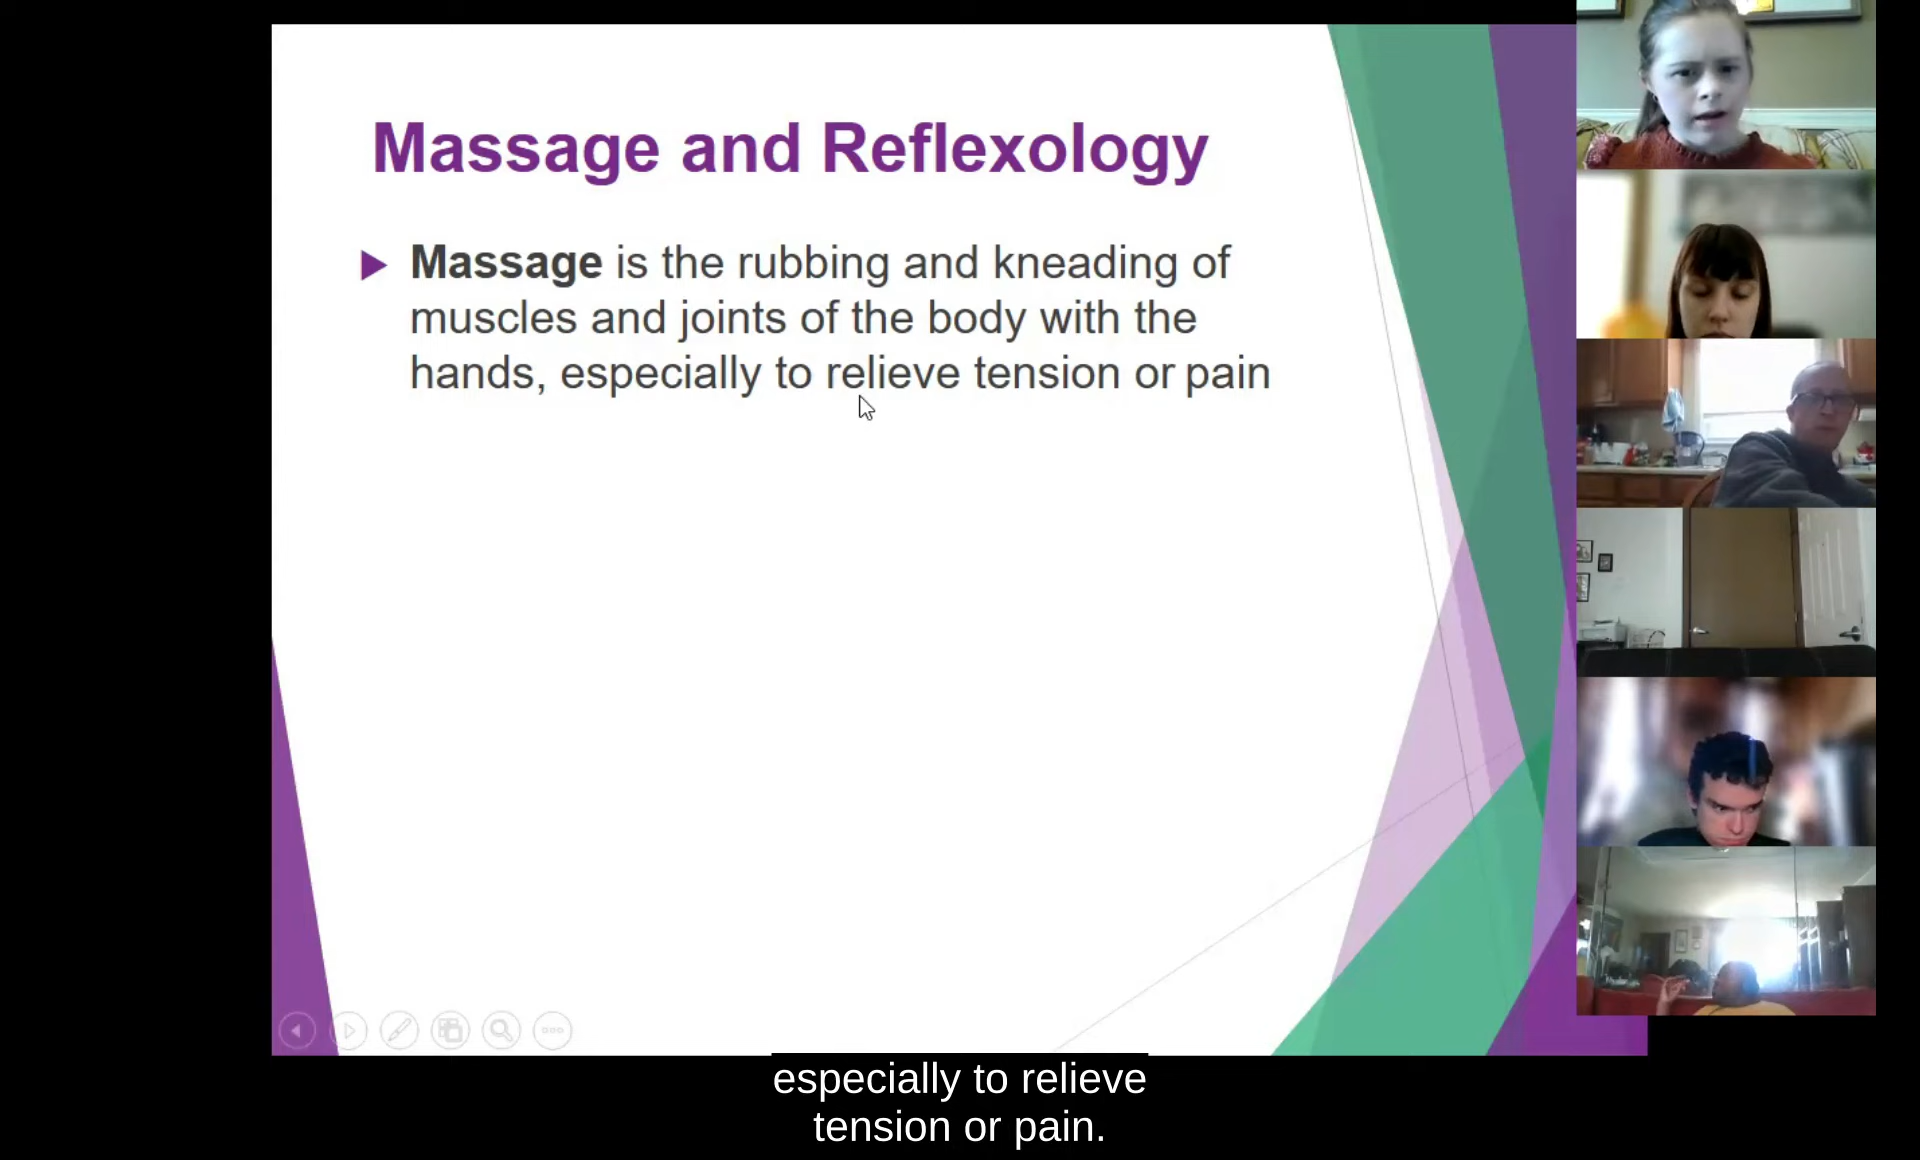 Massage and Reflexology
Massage is the rubbing and kneading of
muscles and joints of the body with the
hands, especially to relieve tension or pain
especially to relieve
tension or pain.